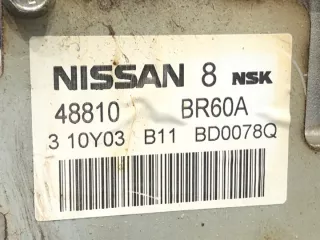 NISSAN 8 NSK
48810 BR60A
3 10Y03 B11 BD0078Q